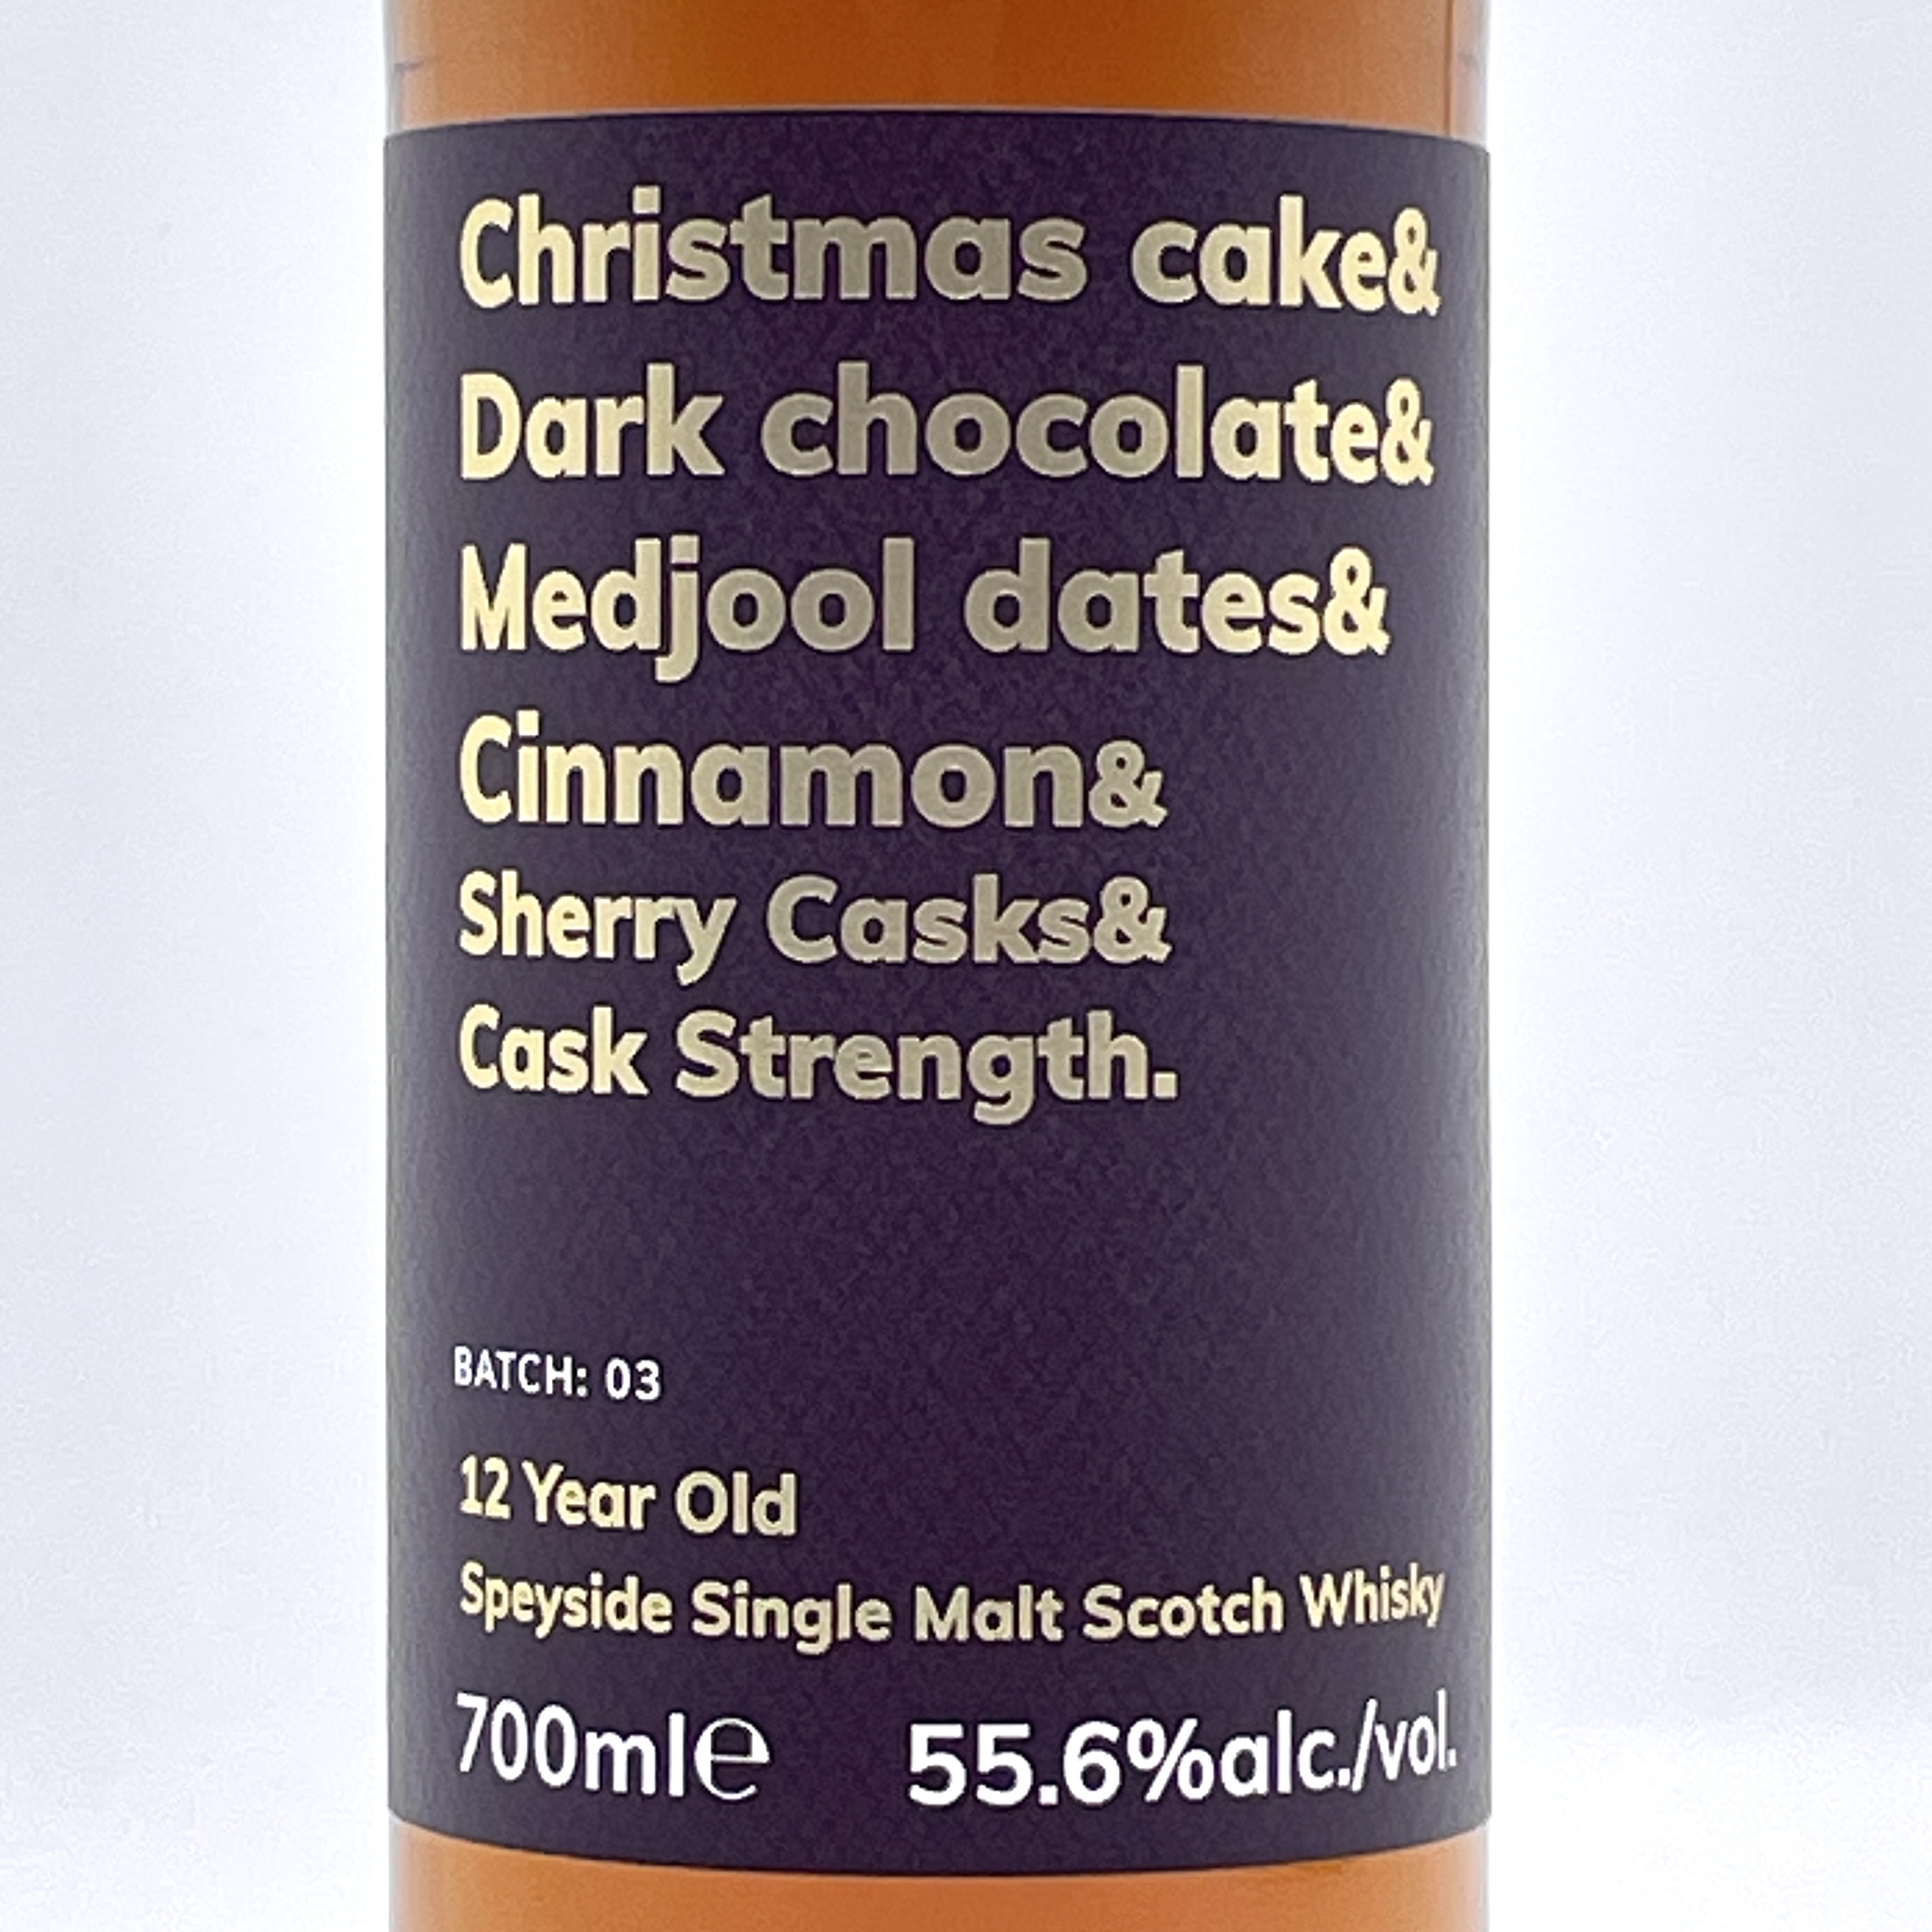 Christmas cake&
Dark chocolate&
Medjool dates&
Cinnamon&
Sherry Casks&
Cask Strength.
BATCH: 03
12 Year Old
Speyside Single Malt Scotch Whisky
700ml℮ 55.6%alc./vol.